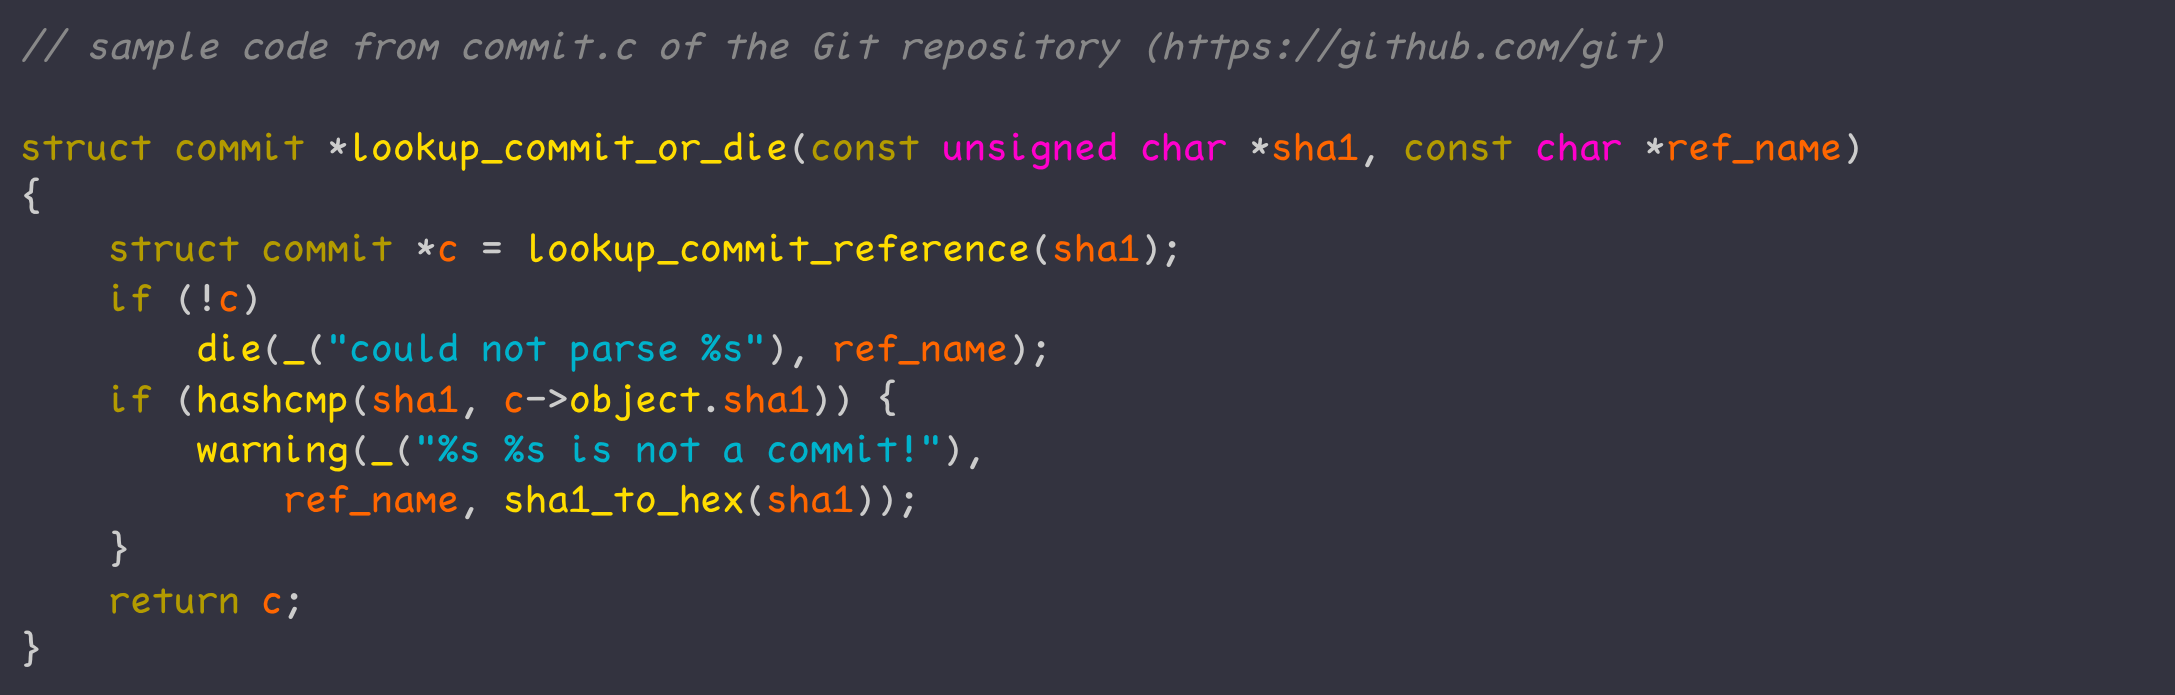 // sample code from commit.c of the Git repository (https://github.com/git)

struct commit *lookup_commit_or_die(const unsigned char *sha1, const char *ref_name)
{
    struct commit *c = lookup_commit_reference(sha1);
    if (!c)
        die(_("could not parse %s"), ref_name);
    if (hashcmp(sha1, c->object.sha1)) {
        warning(_("%s %s is not a commit!"),
            ref_name, sha1_to_hex(sha1));
    }
    return c;
}